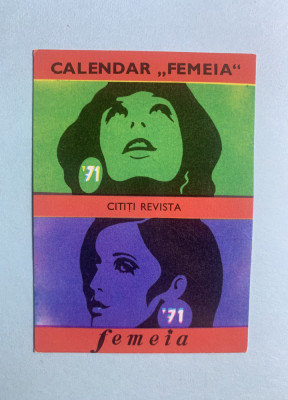 CALENDAR „FEMEIA“
'71
CITIȚI REVISTA
'71
femeia